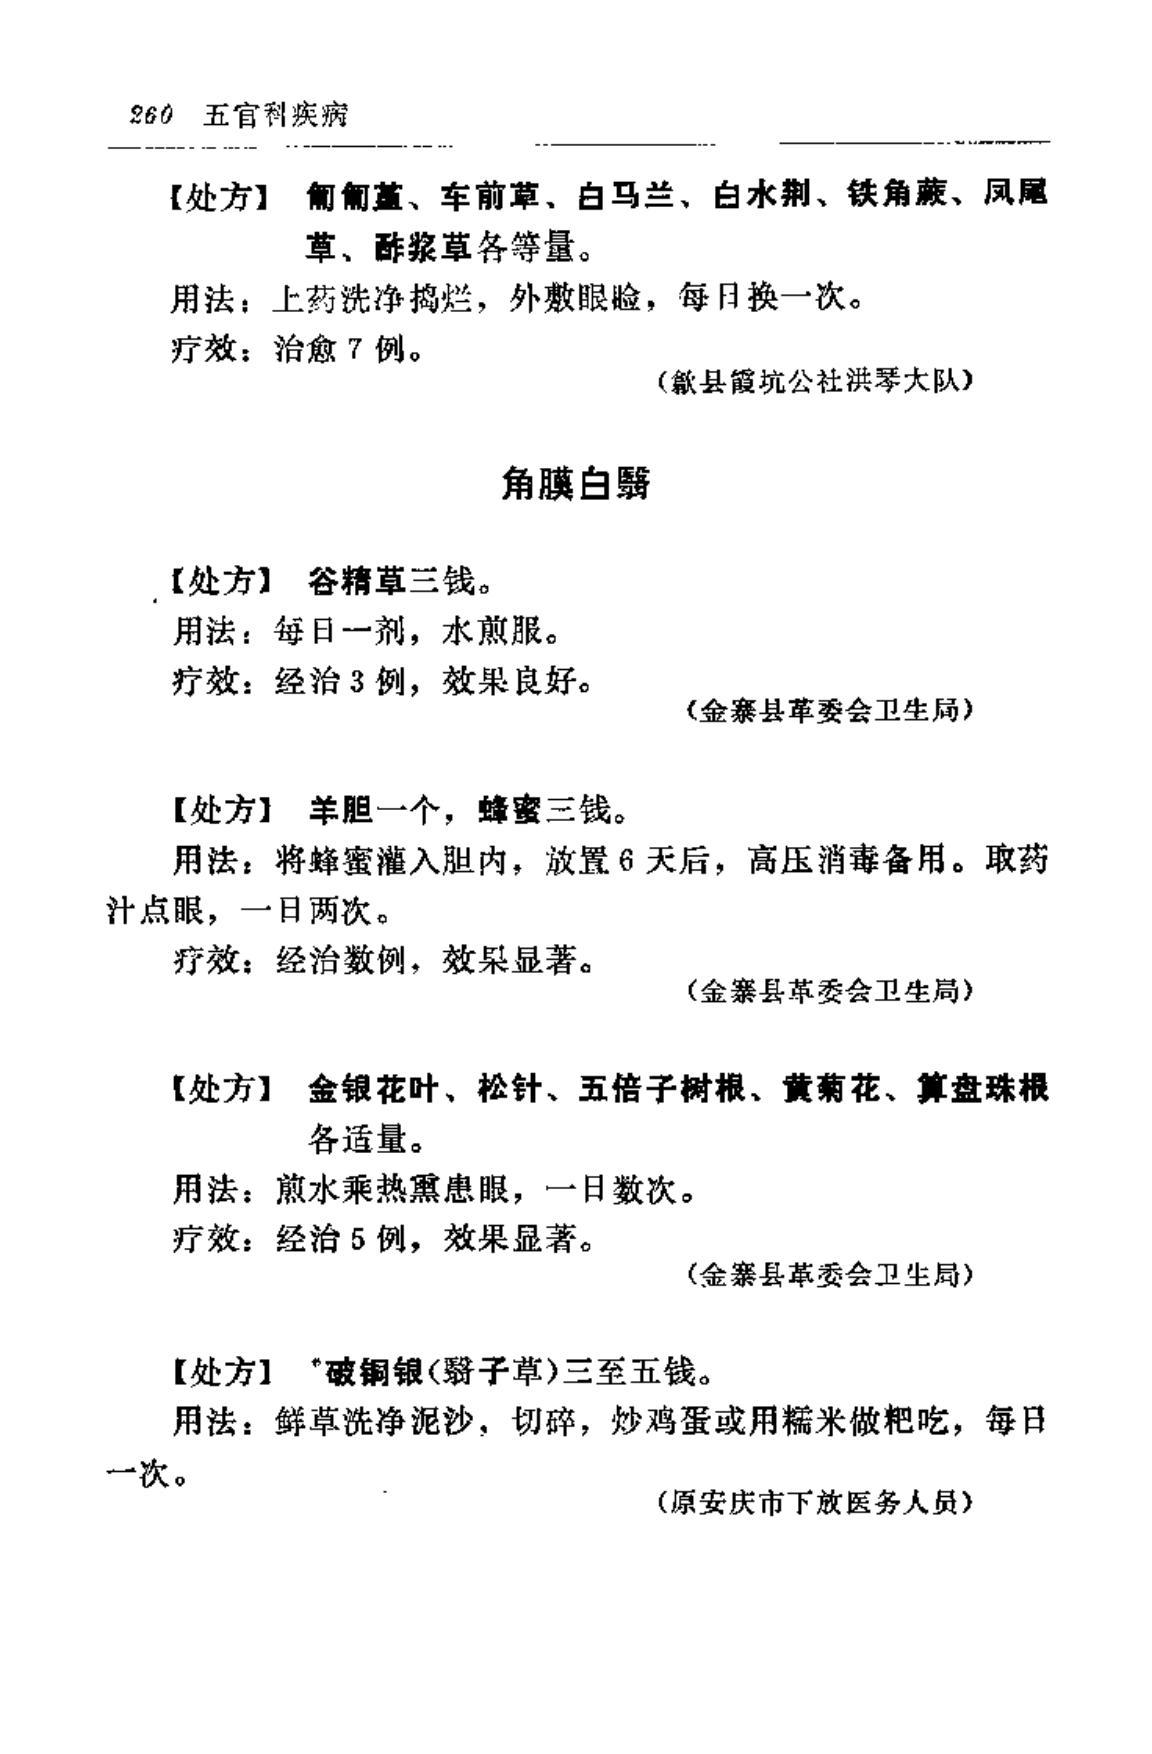 260 五官科疾病
【处方】 匍匐堇、车前草、白马兰、白水荆、铁角蕨、凤尾
草、酢浆草各等量。
用法：上药洗净捣烂，外敷眼睑，每日换一次。
疗效：治愈7例。
（歙县霞坑公社洪琴大队）
角膜白翳
【处方】 谷精草三钱。
用法：每日一剂，水煎服。
疗效：经治3例，效果良好。
（金寨县革委会卫生局）
【处方】 羊胆一个，蜂蜜三钱。
用法：将蜂蜜灌入胆内，放置6天后，高压消毒备用。取药
汁点眼，一日两次。
疗效：经治数例，效果显著。
（金寨县革委会卫生局）
【处方】 金银花叶、松针、五倍子树根、黄菊花、算盘珠根
各适量。
用法：煎水乘热熏患眼，一日数次。
疗效：经治5例，效果显著。
（金寨县革委会卫生局）
【处方】 *破铜银(翳子草)三至五钱。
用法：鲜草洗净泥沙，切碎，炒鸡蛋或用糯米做粑吃，每日
一次。
（原安庆市下放医务人员）